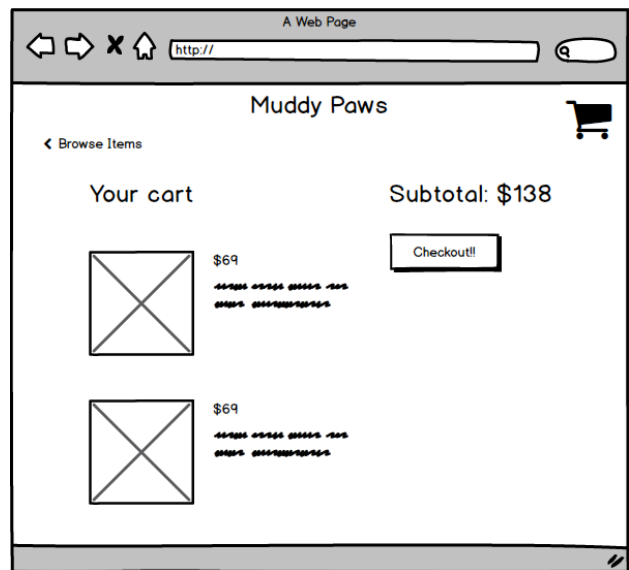 A Web Page
http://
Muddy Paws
Browse Items
Your cart
Subtotal: $138
Checkout!!
$69
$69